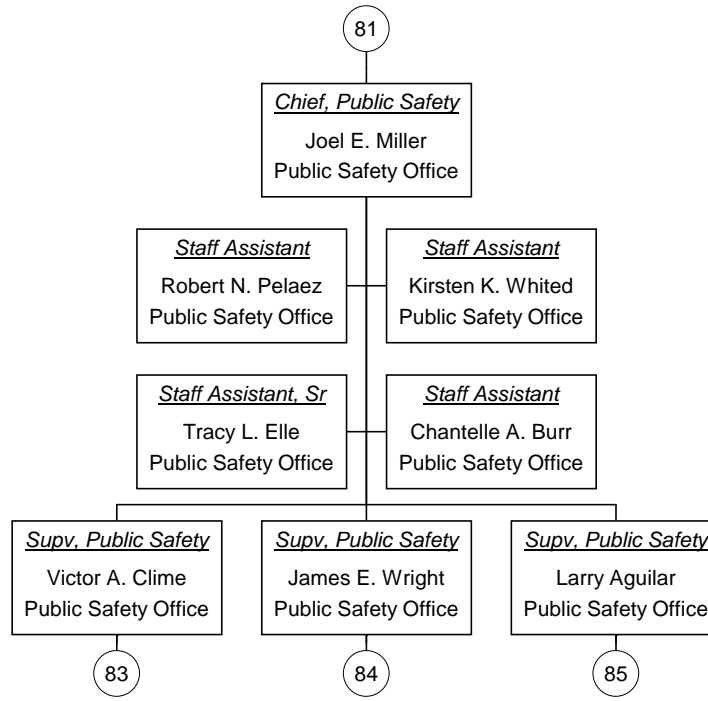 81
Chief, Public Safety
Joel E. Miller
Public Safety Office
Staff Assistant
Robert N. Pelaez
Public Safety Office
Staff Assistant
Kirsten K. Whited
Public Safety Office
Staff Assistant, Sr
Tracy L. Elle
Public Safety Office
Staff Assistant
Chantelle A. Burr
Public Safety Office
Supv, Public Safety
Victor A. Clime
Public Safety Office
83
Supv, Public Safety
James E. Wright
Public Safety Office
84
Supv, Public Safety
Larry Aguilar
Public Safety Office
85